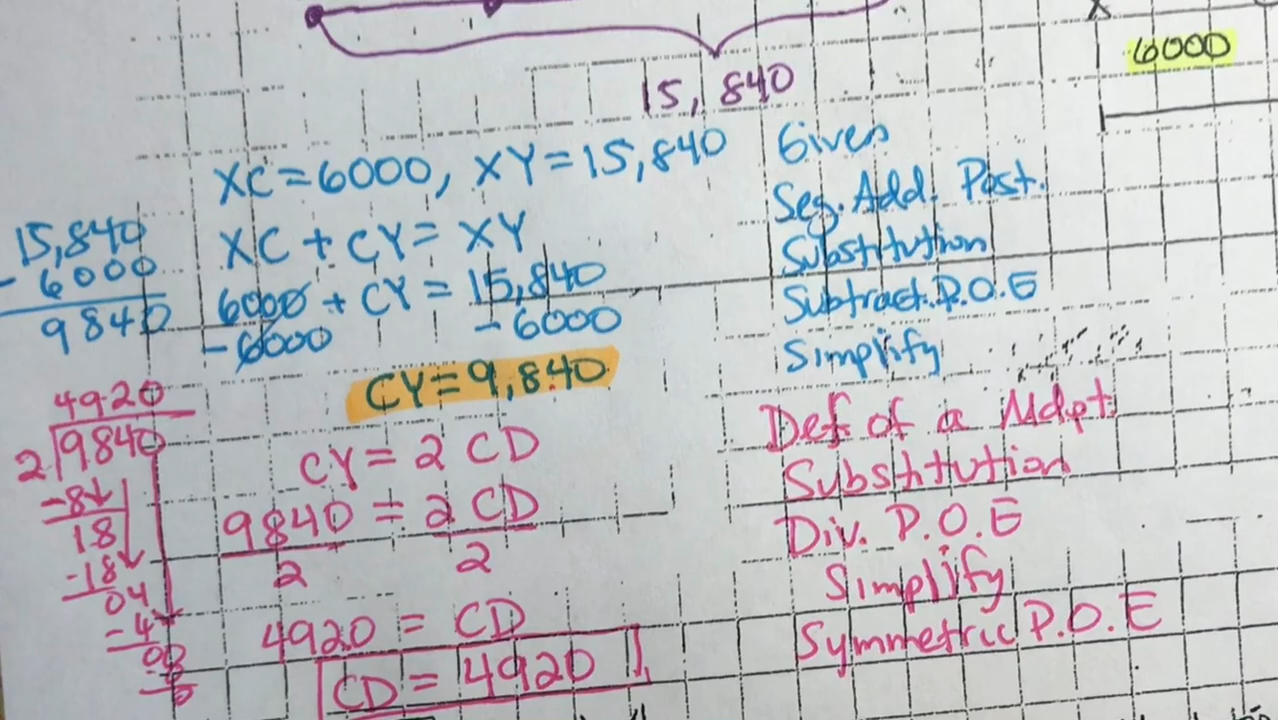 6000
15, 840
XC = 6000, XY = 15,840 Given
XC + CY = XY Seg. Add. Post.
6000 + CY = 15,840 Substitution
-6000 -6000 Subtract. P.O.E
CY = 9,840 Simplify
15,840
- 6000
9840
CY = 2 CD Def. of a Mdpt.
9840 = 2 CD Substitution
2 2 Div. P.O.E
4920 = CD Simplify
CD = 4920 Symmetric P.O.E
4920
2 9840
-8
18
-18
04
-4
00